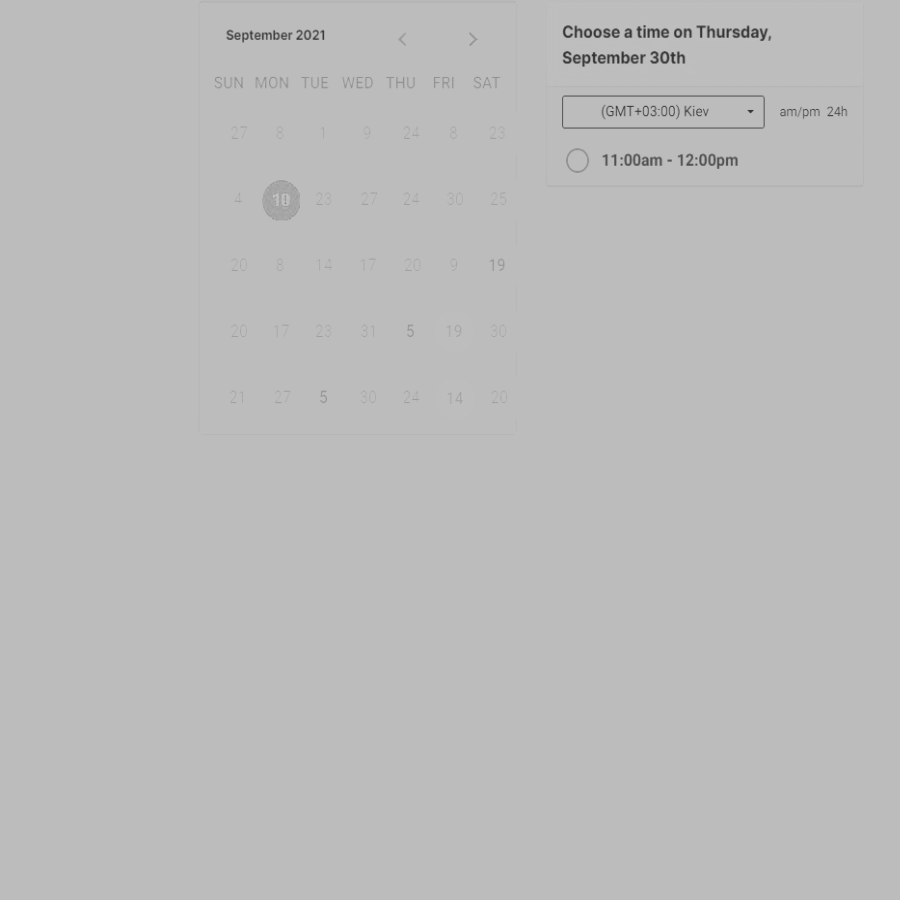 September 2021
SUN MON TUE WED THU FRI SAT
27 8 1 9 24 8 23
4 10 23 27 24 30 25
20 8 14 17 20 9 19
20 17 23 31 5 19 30
21 27 5 30 24 14 20
Choose a time on Thursday,
September 30th
(GMT+03:00) Kiev am/pm 24h
11:00am - 12:00pm